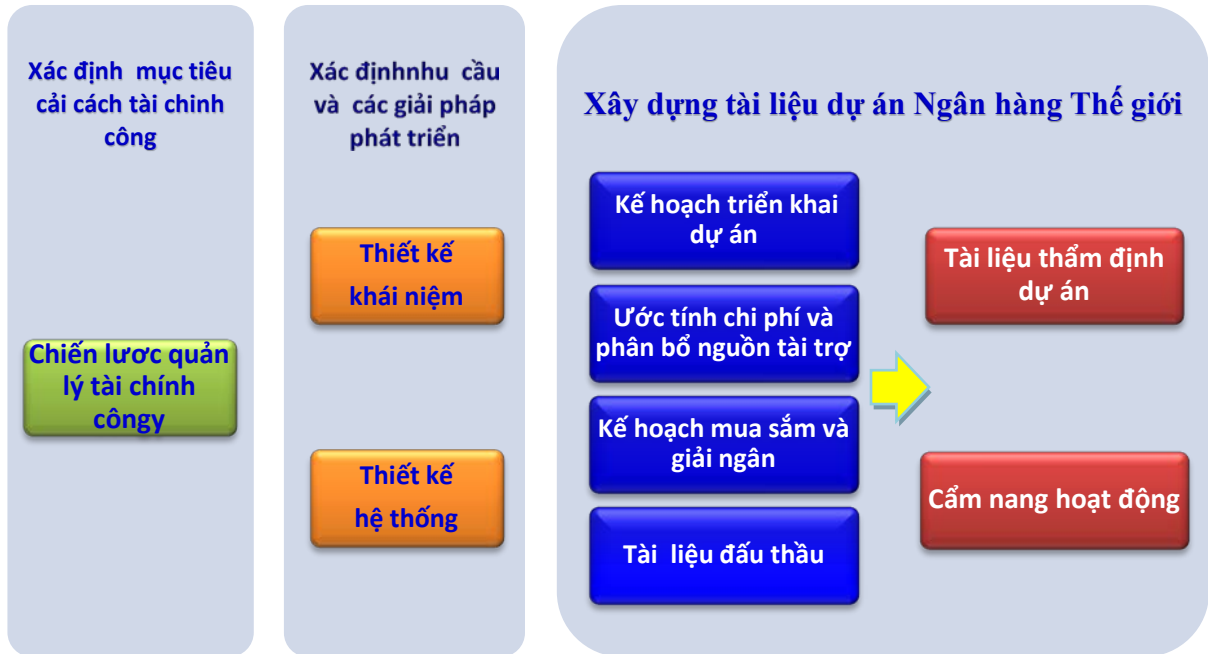 Xác định mục tiêu
cải cách tài chinh
công
Chiến lươc quản
lý tài chính
côngy
Xác địnhnhu cầu
và các giải pháp
phát triển
Thiết kế
khái niệm
Thiết kế
hệ thống
Xây dựng tài liệu dự án Ngân hàng Thế giới
Kế hoạch triển khai
dự án
Ước tính chi phí và
phân bổ nguồn tài trợ
Kế hoạch mua sắm và
giải ngân
Tài liệu đấu thầu
Tài liệu thẩm định
dự án
Cẩm nang hoạt động